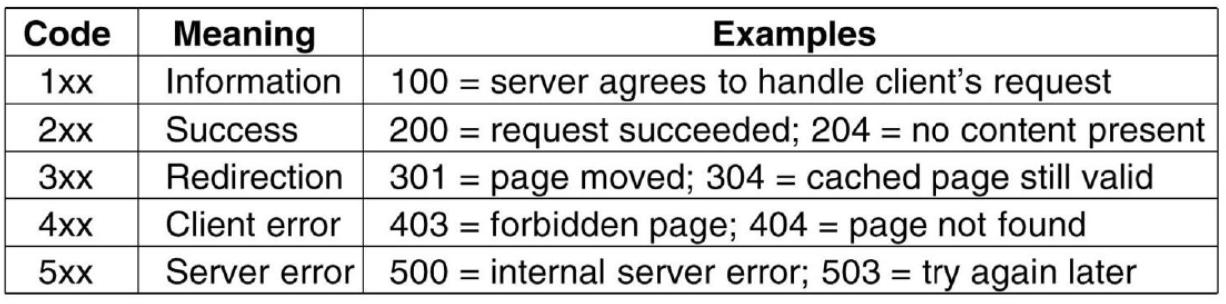 Code Meaning Examples
1xx Information 100 = server agrees to handle client's request
2xx Success 200 = request succeeded; 204 = no content present
3xx Redirection 301 = page moved; 304 = cached page still valid
4xx Client error 403 = forbidden page; 404 = page not found
5xx Server error 500 = internal server error; 503 = try again later